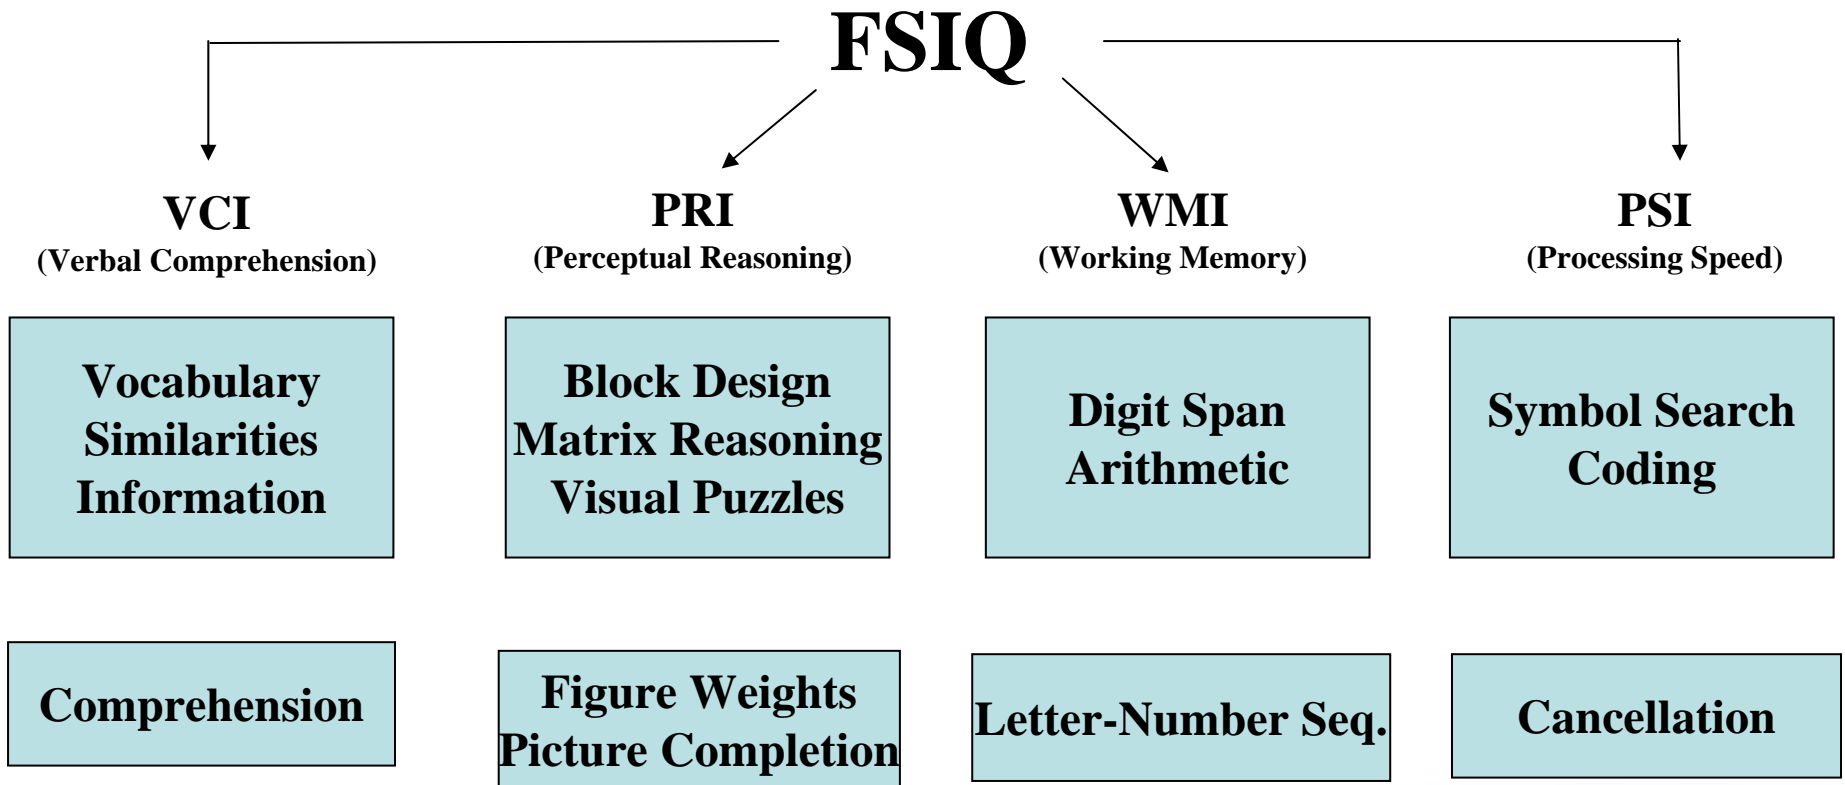 FSIQ
VCI
(Verbal Comprehension)
PRI
(Perceptual Reasoning)
WMI
(Working Memory)
PSI
(Processing Speed)
Vocabulary
Similarities
Information
Block Design
Matrix Reasoning
Visual Puzzles
Digit Span
Arithmetic
Symbol Search
Coding
Comprehension
Figure Weights
Picture Completion
Letter-Number Seq.
Cancellation